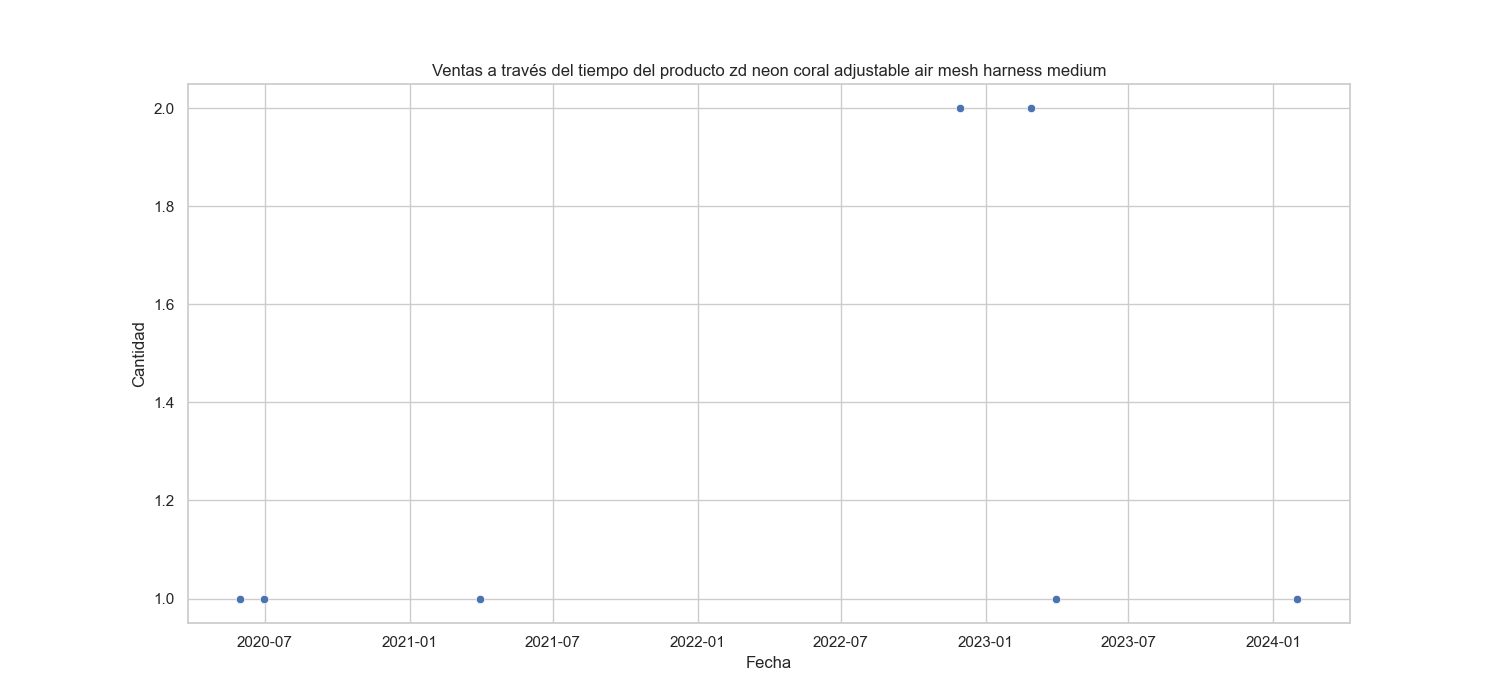 Ventas a través del tiempo del producto zd neon coral adjustable air mesh harness medium
2.0
1.8
1.6
1.4
1.2
1.0
Cantidad
2020-07 2021-01 2021-07 2022-01 2022-07 2023-01 2023-07 2024-01
Fecha